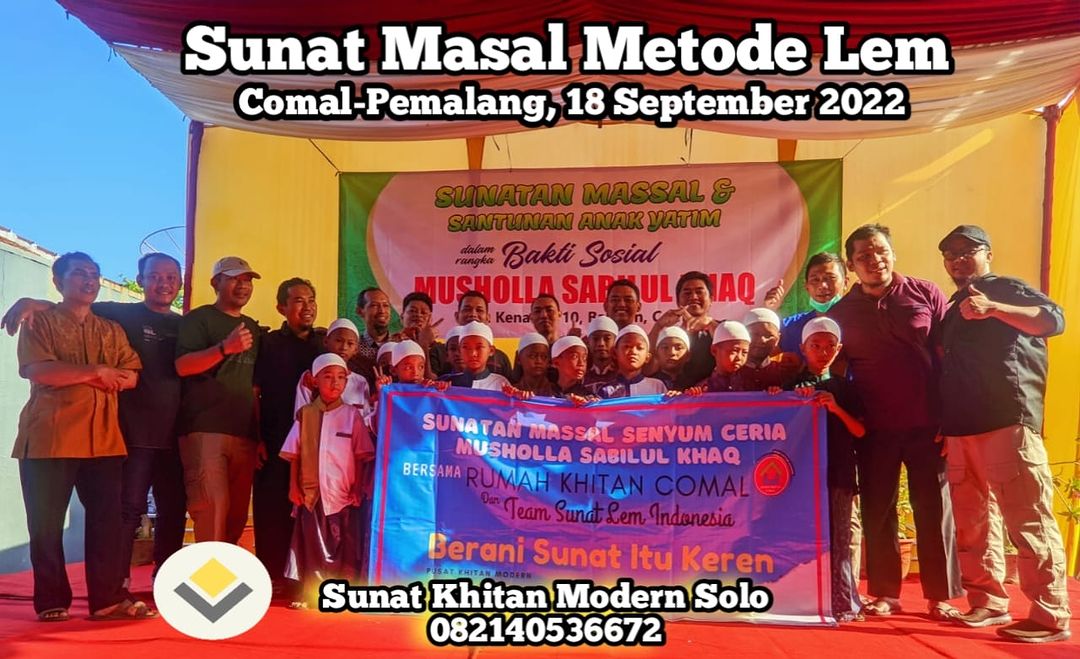 Sunat Masal Metode Lem
Comal-Pemalang, 18 September 2022
SUNATAN MASSAL &
SANTUNAN ANAK YATIM
dalam
rangka Bakti Sosial
MUSHOLLA SABILUL KHAQ
SUNATAN MASSAL SENYUM CERIA
MUSHOLLA SABILUL KHAQ
BERSAMA RUMAH KHITAN COMAL
Dan Team Sunat Lem Indonesia
Berani Sunat Itu Keren
PUSAT KHITAN MODERN
Sunat Khitan Modern Solo
082140536672